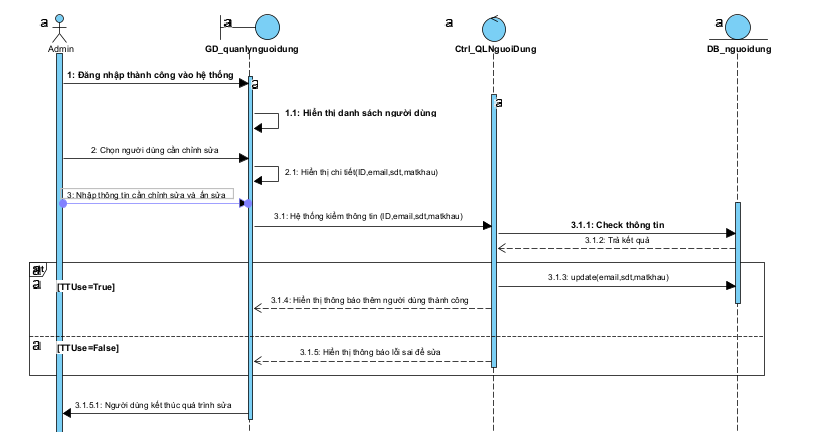 a
a
a
a
Admin
GD_quanlynguoidung
Ctrl_QLNguoiDung
DB_nguoidung
1: Đăng nhập thành công vào hệ thống
a
a
1.1: Hiển thị danh sách người dùng
2: Chọn người dùng cần chỉnh sửa
2.1: Hiển thị chi tiết(ID,email,sdt,matkhau)
3: Nhập thông tin cần chỉnh sửa và ấn sửa
3.1: Hệ thống kiểm thông tin (ID,email,sdt,matkhau)
3.1.1: Check thông tin
3.1.2: Trả kết quả
a
[TTUse=True]
3.1.3: update(email,sdt,matkhau)
3.1.4: Hiển thị thông báo thêm người dùng thành công
a
[TTUse=False]
3.1.5: Hiển thị thông báo lỗi sai để sửa
3.1.5.1: Người dùng kết thúc quá trình sửa